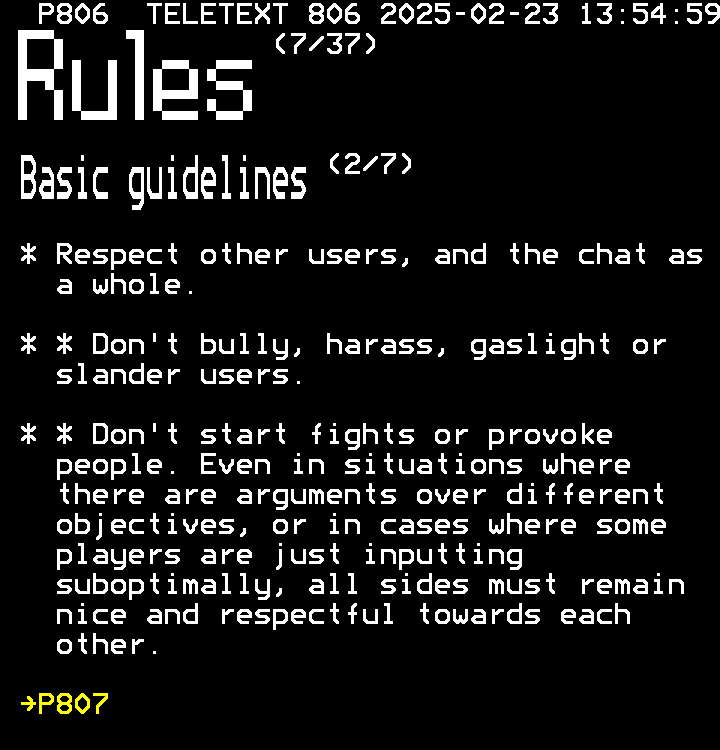 P806  TELETEXT 806 2025-02-23 13:54:59
Rules (7/37)
Basic guidelines (2/7)
* Respect other users, and the chat as
a whole.
* * Don't bully, harass, gaslight or
slander users.
* * Don't start fights or provoke
people. Even in situations where
there are arguments over different
objectives, or in cases where some
players are just inputting
suboptimally, all sides must remain
nice and respectful towards each
other.
→P807